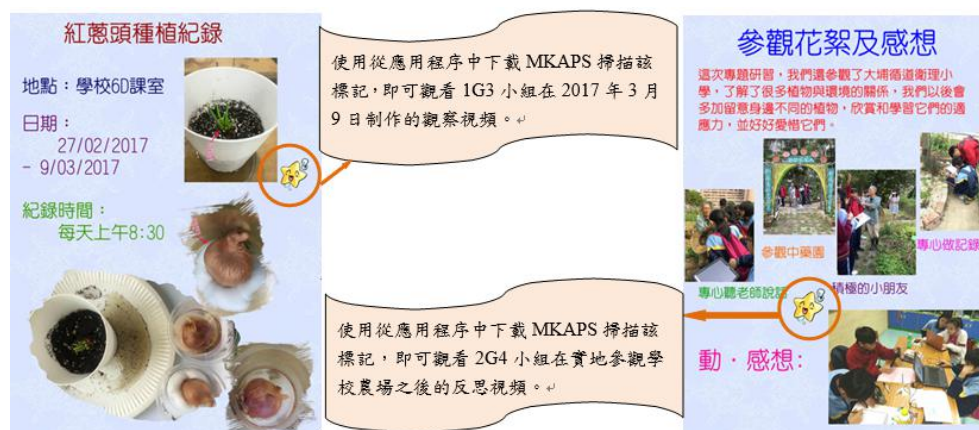 紅蔥頭種植紀錄
地點：學校6D課室
日期：
27/02/2017
- 9/03/2017
紀錄時間：
每天上午8:30
使用從應用程序中下載 MKAPS 掃描該
標記，即可觀看 1G3 小組在 2017 年 3 月
9 日制作的觀察視頻。
使用從應用程序中下載 MKAPS 掃描該
標記，即可觀看 2G4 小組在實地參觀學
校農場之後的反思視頻。
參觀花絮及感想
這次專題研習，我們還參觀了大埔循道衛理小
學，了解了很多植物與環境的關係，我們以後會
多加留意身邊不同的植物，欣賞和學習它們的適
應力，並好好愛惜它們。
參觀中藥園
專心做記錄
專心聽老師說話
積極的小朋友
動．感想：